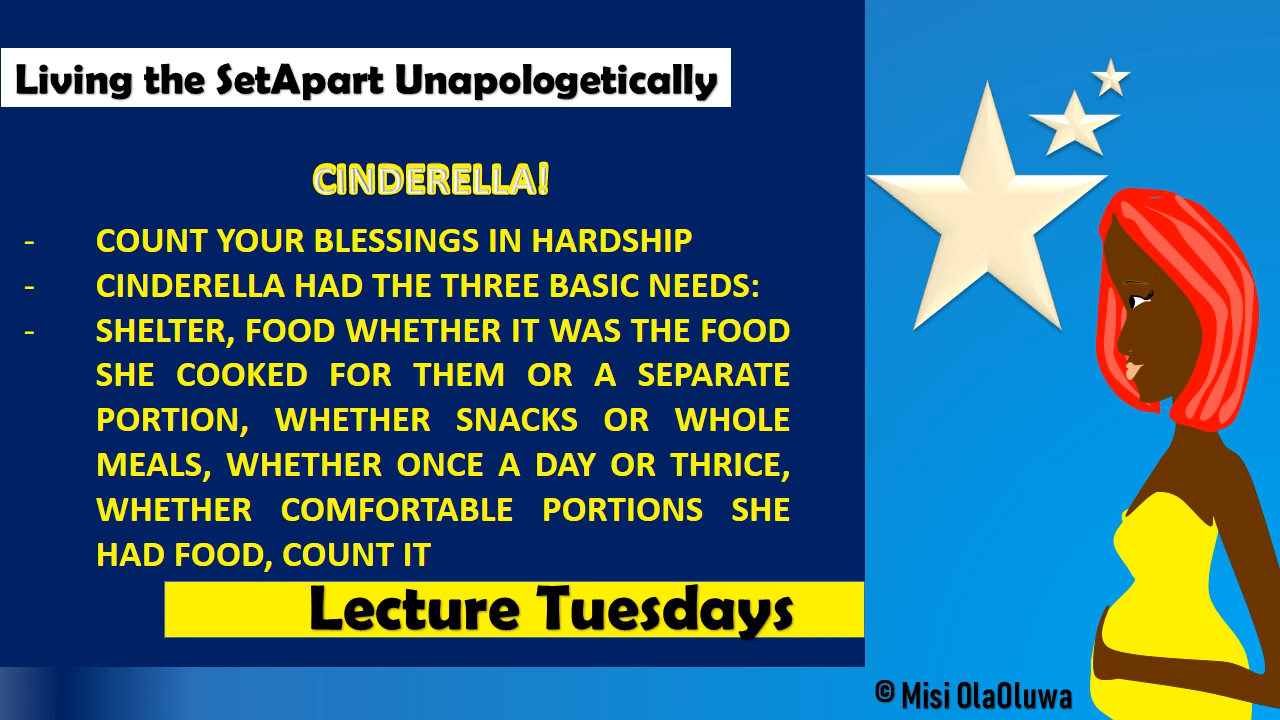 Living the SetApart Unapologetically
CINDERELLA!
- COUNT YOUR BLESSINGS IN HARDSHIP
- CINDERELLA HAD THE THREE BASIC NEEDS:
- SHELTER, FOOD WHETHER IT WAS THE FOOD
SHE COOKED FOR THEM OR A SEPARATE
PORTION, WHETHER SNACKS OR WHOLE
MEALS, WHETHER ONCE A DAY OR THRICE,
WHETHER COMFORTABLE PORTIONS SHE
HAD FOOD, COUNT IT
Lecture Tuesdays
© Misi OlaOluwa